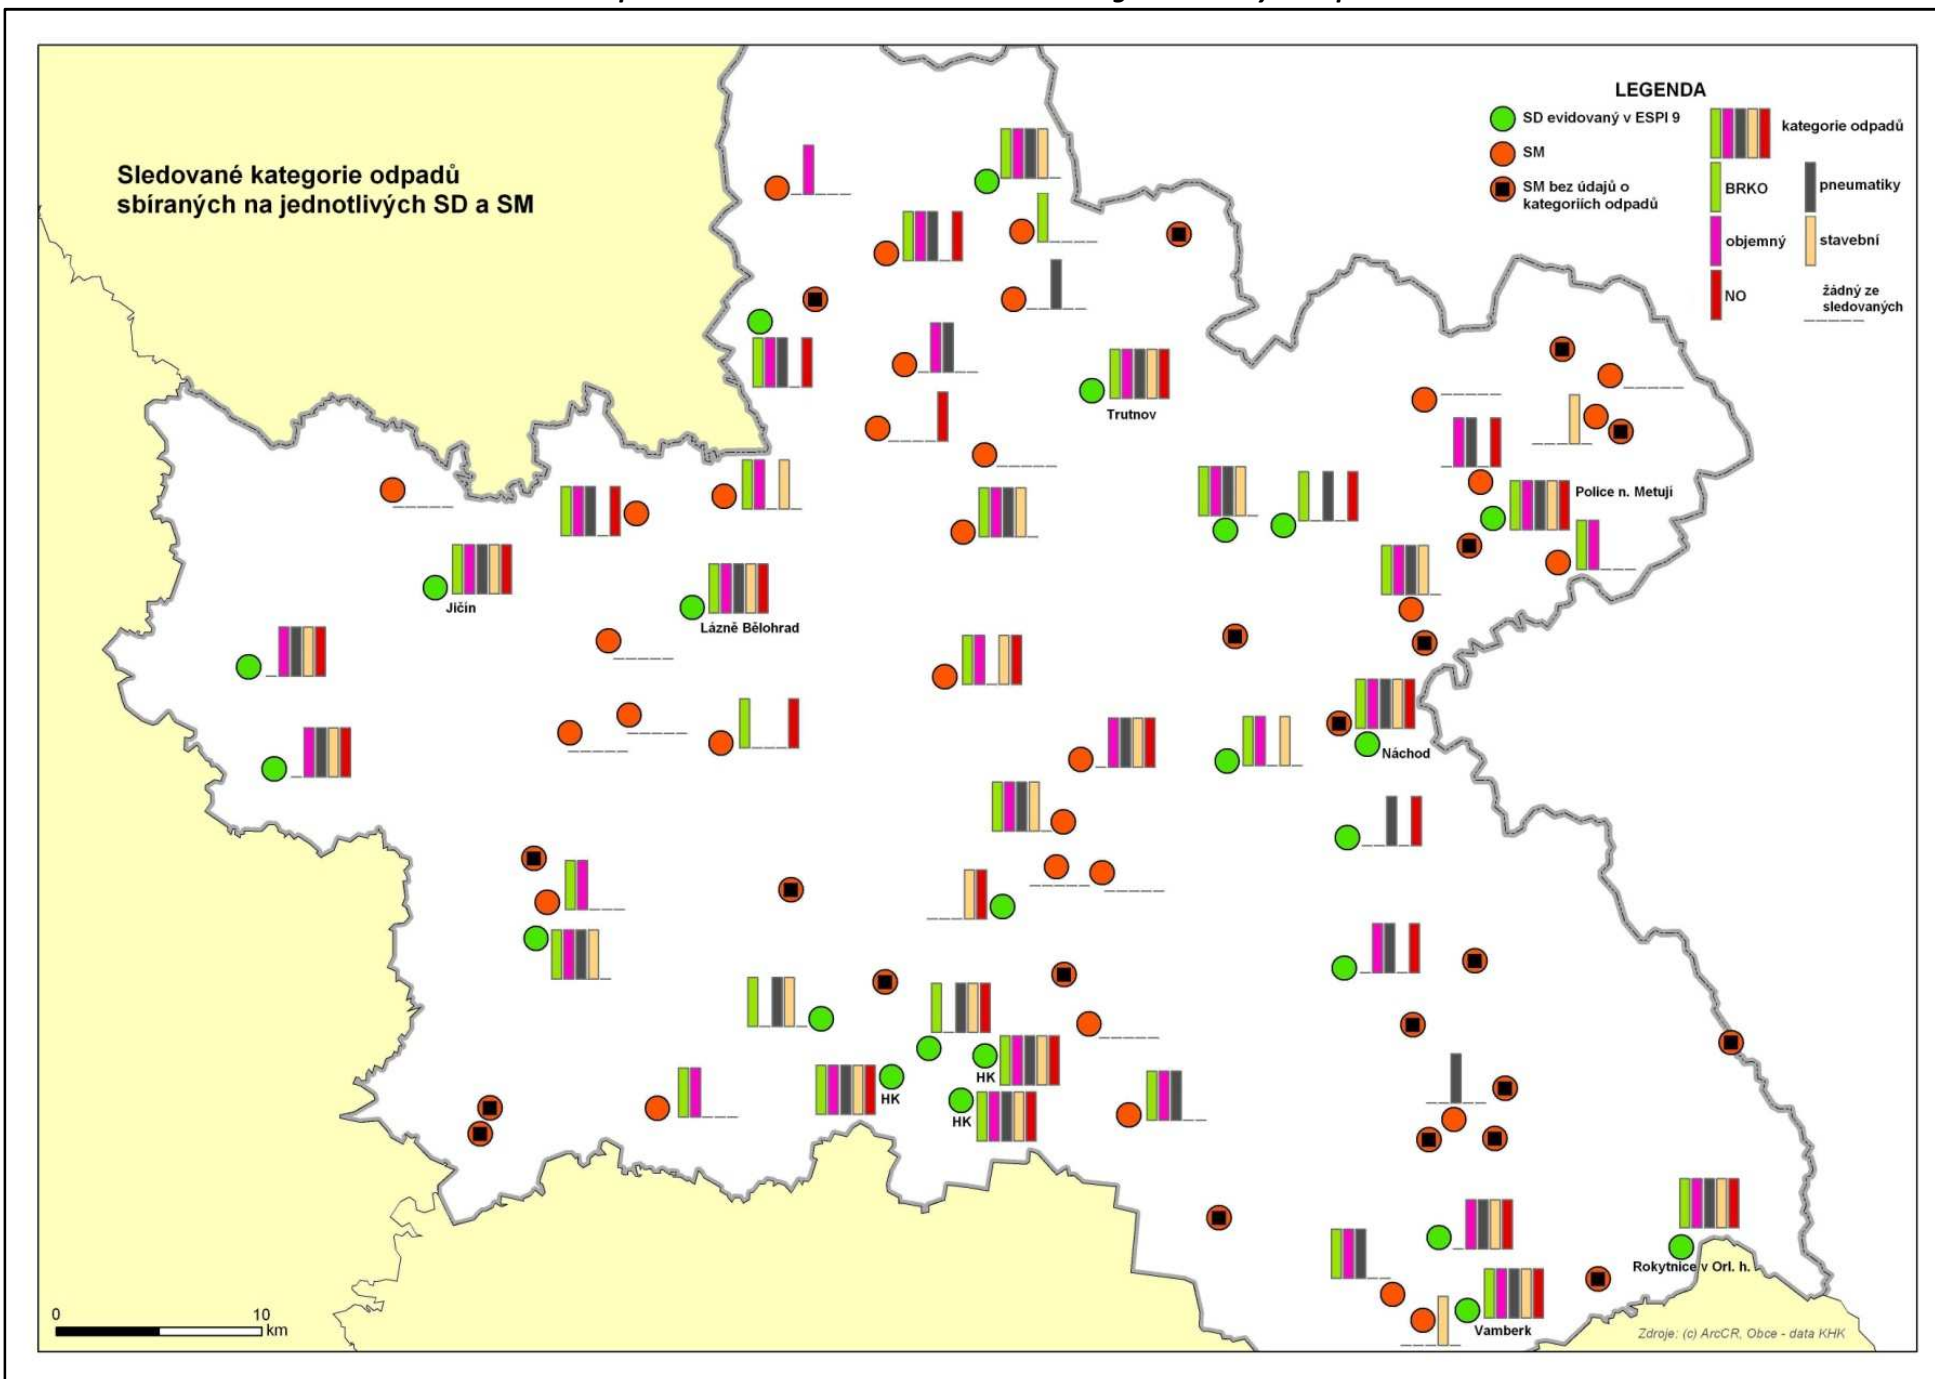 Sledované kategorie odpadů
sbíraných na jednotlivých SD a SM
LEGENDA
SD evidovaný v ESPI 9
SM
SM bez údajů o
kategoriích odpadů
kategorie odpadů
BRKO
pneumatiky
objemný
stavební
NO
žádný ze
sledovaných
Trutnov
Police n. Metují
Jičín
Lázně Bělohrad
Náchod
HK
HK
HK
Rokytnice v Orl. h.
Vamberk
0 10
km
Zdroje: (c) ArcCR, Obce - data KHK